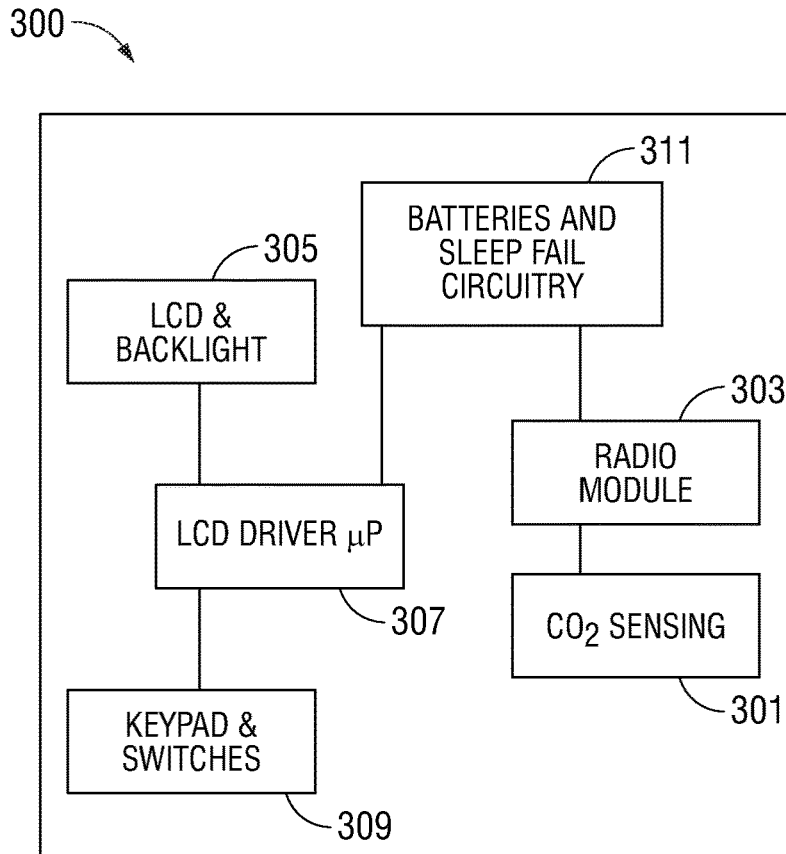 300
311
BATTERIES AND
SLEEP FAIL
CIRCUITRY
305
LCD &
BACKLIGHT
303
RADIO
MODULE
LCD DRIVER μP
307
CO₂ SENSING
301
KEYPAD &
SWITCHES
309